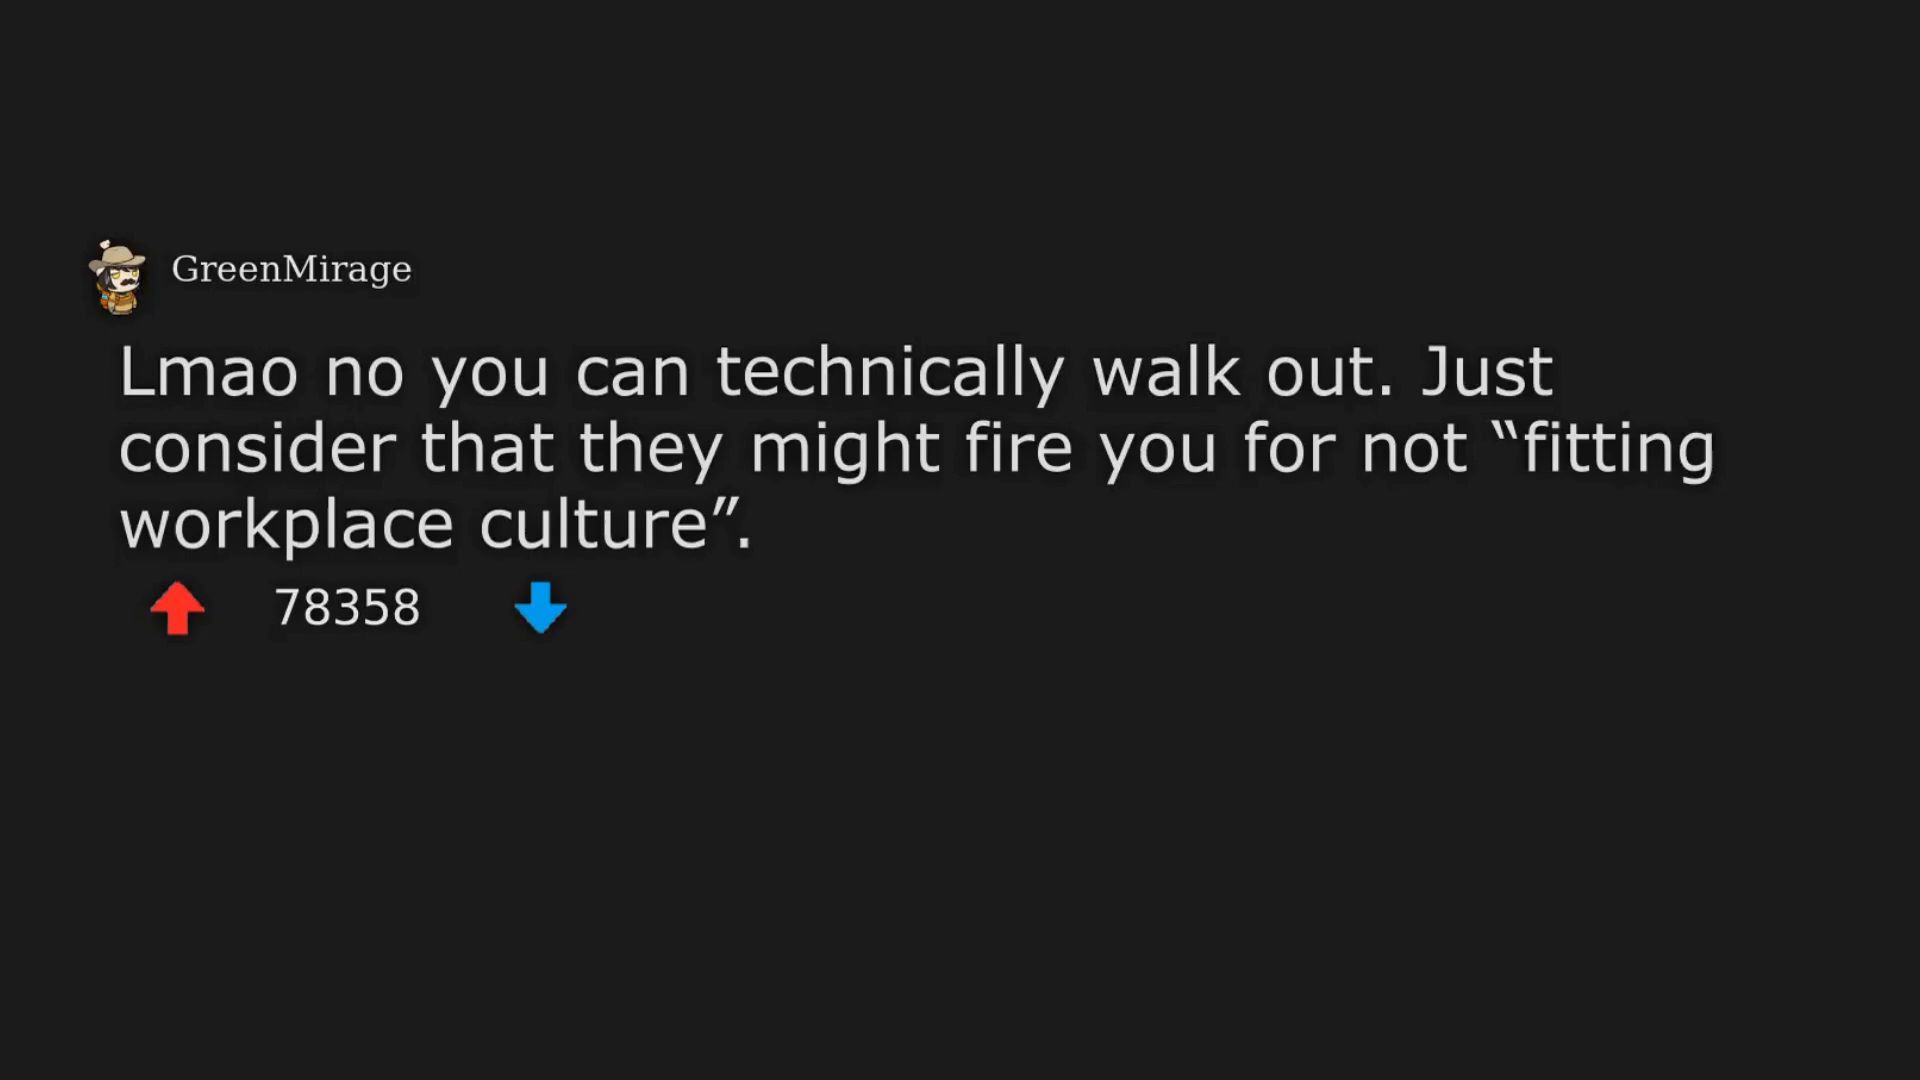 GreenMirage
Lmao no you can technically walk out. Just
consider that they might fire you for not “fitting
workplace culture”.
78358